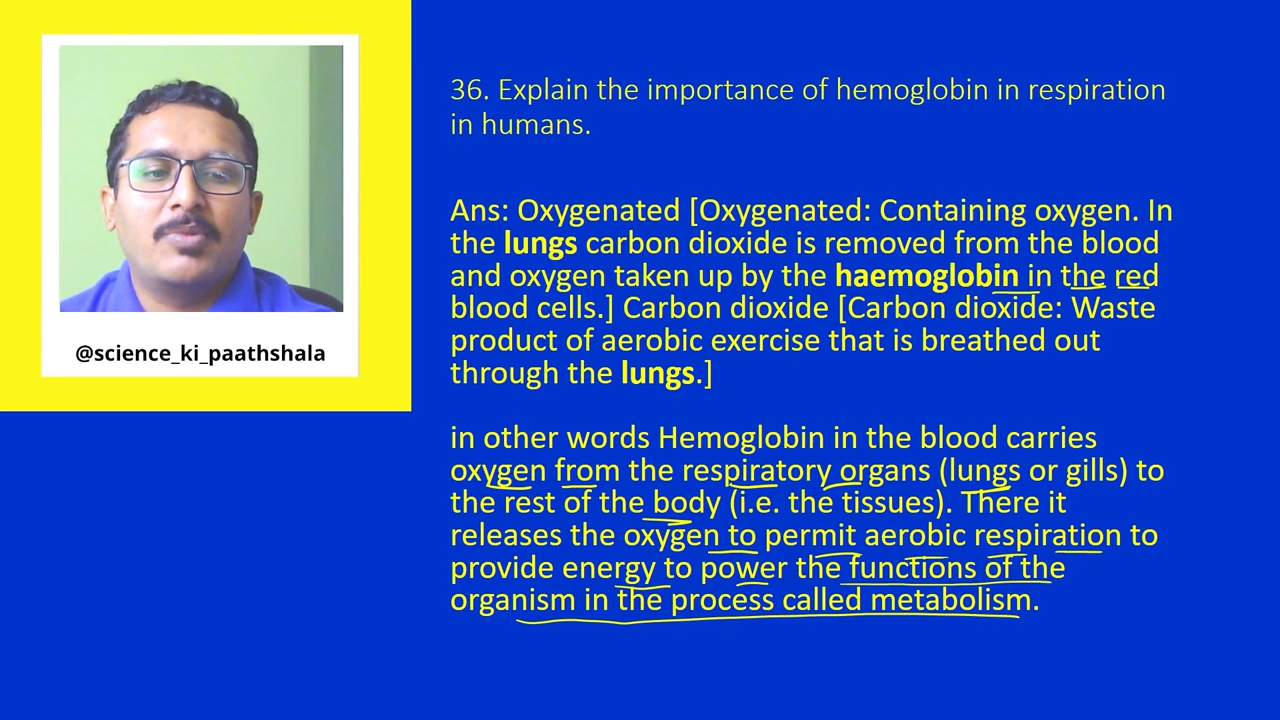 36. Explain the importance of hemoglobin in respiration
in humans.
Ans: Oxygenated [Oxygenated: Containing oxygen. In
the lungs carbon dioxide is removed from the blood
and oxygen taken up by the haemoglobin in the red
blood cells.] Carbon dioxide [Carbon dioxide: Waste
product of aerobic exercise that is breathed out
through the lungs.]
in other words Hemoglobin in the blood carries
oxygen from the respiratory organs (lungs or gills) to
the rest of the body (i.e. the tissues). There it
releases the oxygen to permit aerobic respiration to
provide energy to power the functions of the
organism in the process called metabolism.
@science_ki_paathshala